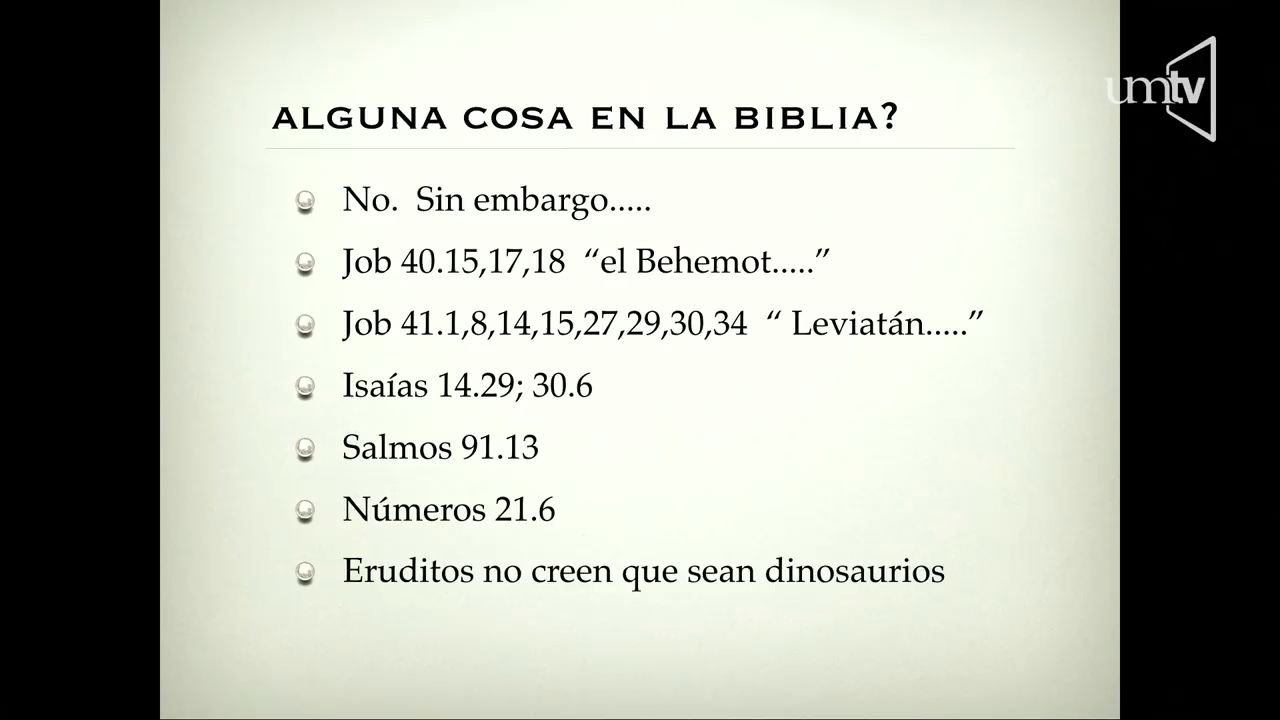 umtv
ALGUNA COSA EN LA BIBLIA?
No.  Sin embargo.....
Job 40.15,17,18  “el Behemot.....”
Job 41.1,8,14,15,27,29,30,34  “ Leviatán.....”
Isaías 14.29; 30.6
Salmos 91.13
Números 21.6
Eruditos no creen que sean dinosaurios